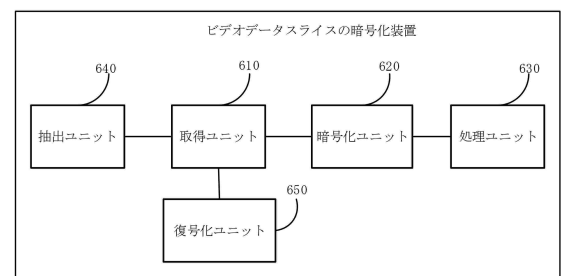 ビデオデータスライスの暗号化装置
640
610
620
630
抽出ユニット
取得ユニット
暗号化ユニット
処理ユニット
650
復号化ユニット